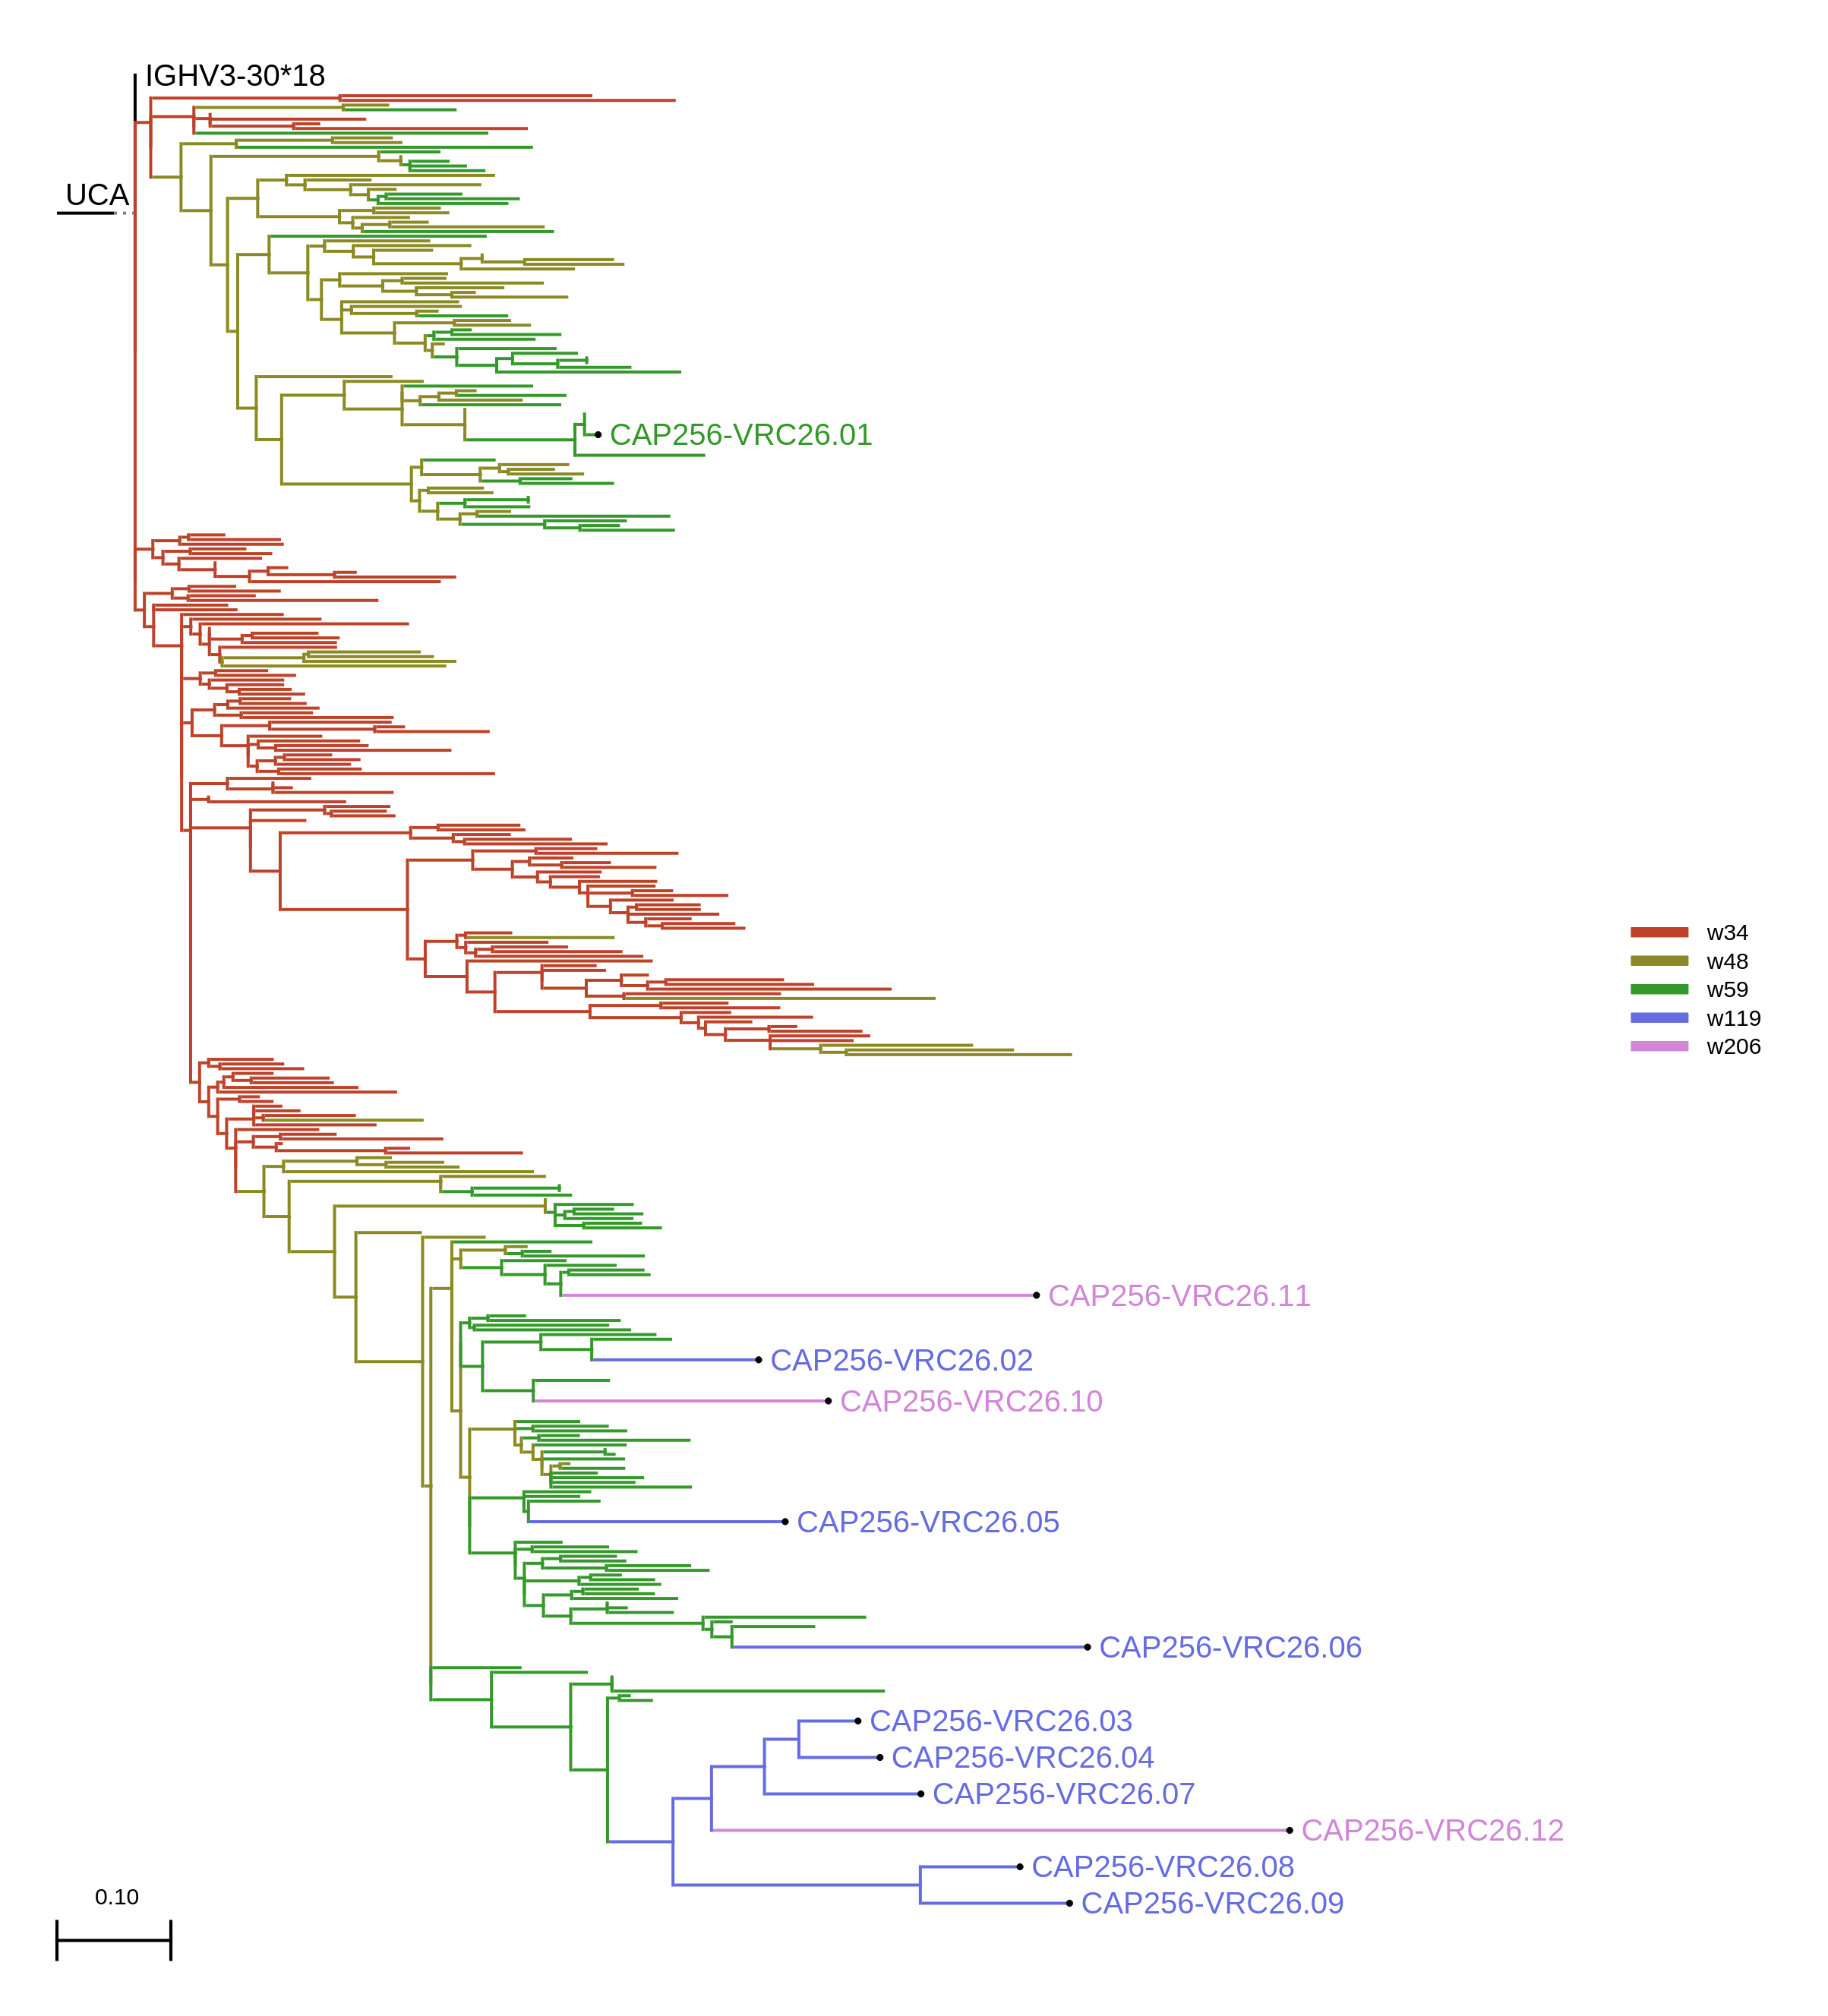 IGHV3-30*18
UCA
CAP256-VRC26.01
w34
w48
w59
w119
w206
CAP256-VRC26.11
CAP256-VRC26.02
CAP256-VRC26.10
CAP256-VRC26.05
CAP256-VRC26.06
CAP256-VRC26.03
CAP256-VRC26.04
CAP256-VRC26.07
CAP256-VRC26.12
CAP256-VRC26.08
CAP256-VRC26.09
0.10